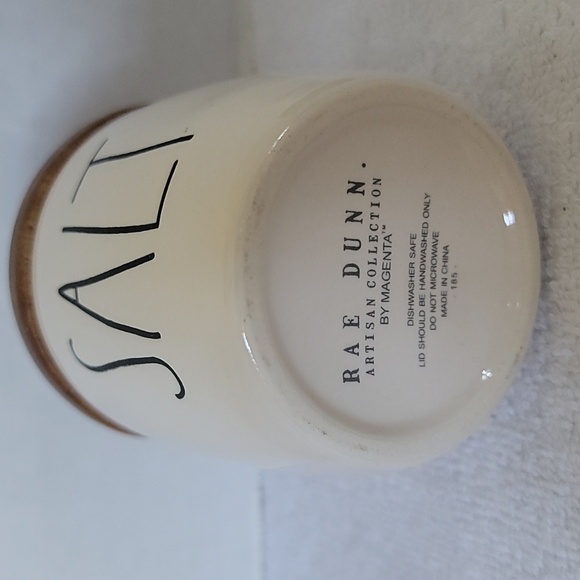 SALT
RAE DUNN.
ARTISAN COLLECTION
BY MAGENTA™
DISHWASHER SAFE
LID SHOULD BE HANDWASHED ONLY
DO NOT MICROWAVE
MADE IN CHINA
· 185 ·